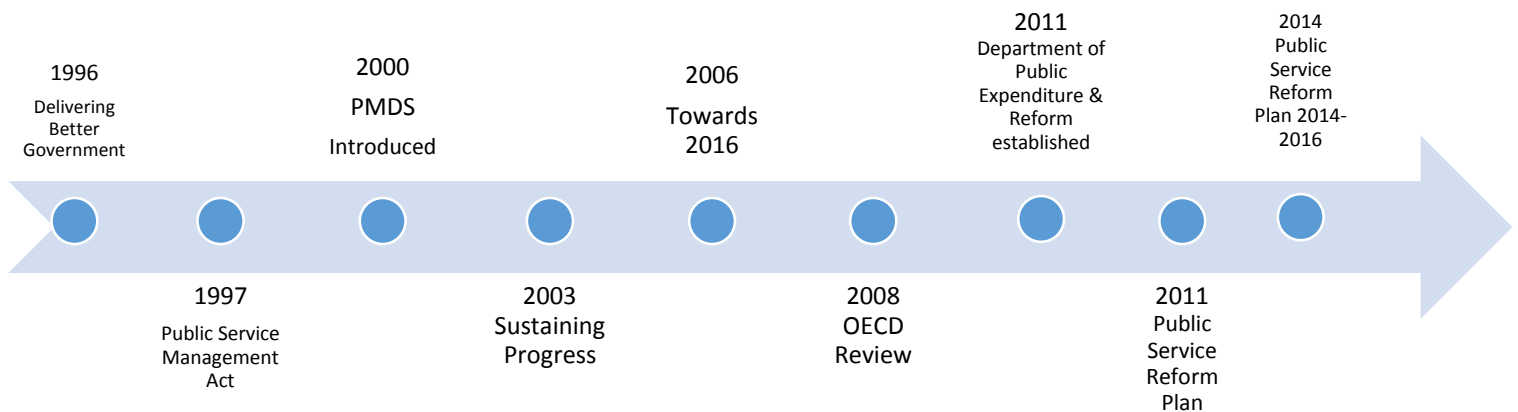 1996
Delivering
Better
Government
1997
Public Service
Management
Act
2000
PMDS
Introduced
2003
Sustaining
Progress
2006
Towards
2016
2008
OECD
Review
2011
Department of
Public
Expenditure &
Reform
established
2011
Public
Service
Reform
Plan
2014
Public
Service
Reform
Plan 2014-
2016